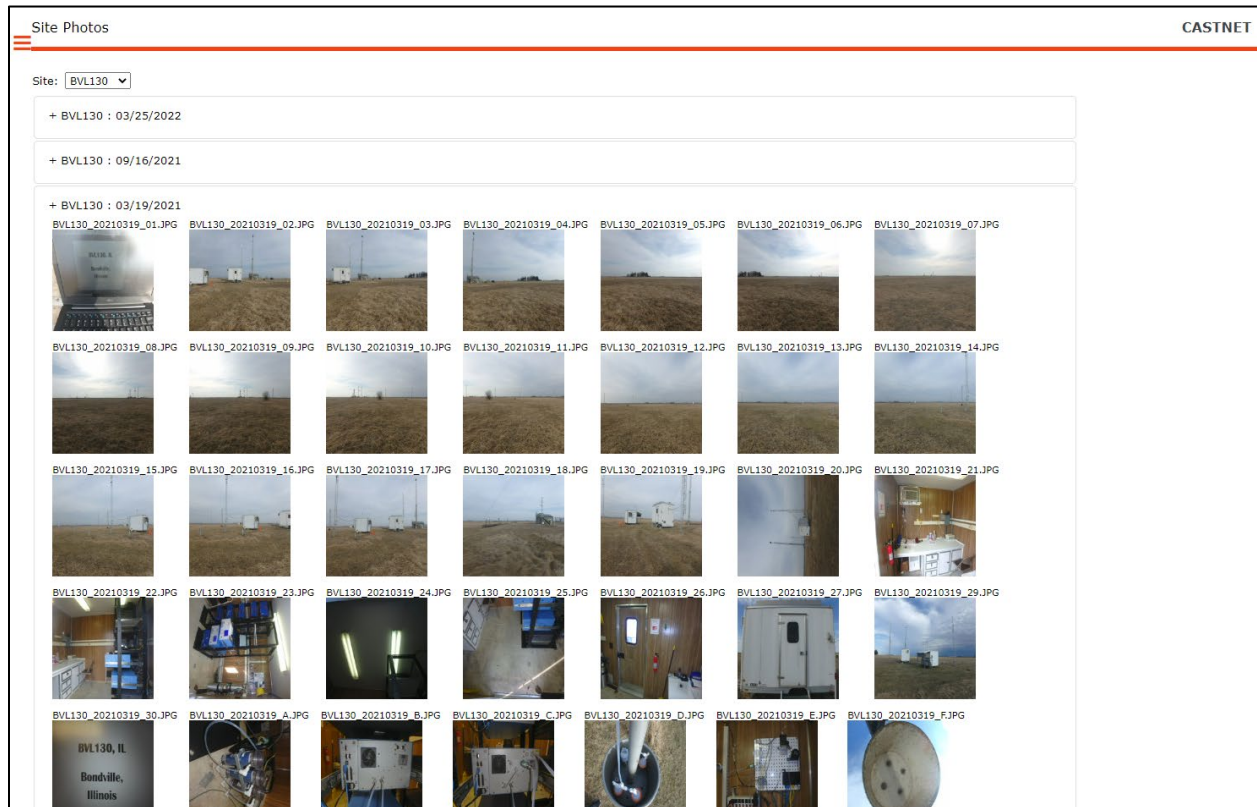 Site Photos
CASTNET
Site: BVL130
+ BVL130 : 03/25/2022
+ BVL130 : 09/16/2021
+ BVL130 : 03/19/2021
BVL130_20210319_01.JPG BVL130_20210319_02.JPG BVL130_20210319_03.JPG BVL130_20210319_04.JPG BVL130_20210319_05.JPG BVL130_20210319_06.JPG BVL130_20210319_07.JPG
Bondville,
Illinois
BVL130_20210319_08.JPG BVL130_20210319_09.JPG BVL130_20210319_10.JPG BVL130_20210319_11.JPG BVL130_20210319_12.JPG BVL130_20210319_13.JPG BVL130_20210319_14.JPG
BVL130_20210319_15.JPG BVL130_20210319_16.JPG BVL130_20210319_17.JPG BVL130_20210319_18.JPG BVL130_20210319_19.JPG BVL130_20210319_20.JPG BVL130_20210319_21.JPG
BVL130_20210319_22.JPG BVL130_20210319_23.JPG BVL130_20210319_24.JPG BVL130_20210319_25.JPG BVL130_20210319_26.JPG BVL130_20210319_27.JPG BVL130_20210319_29.JPG
BVL130_20210319_30.JPG BVL130_20210319_A.JPG BVL130_20210319_B.JPG BVL130_20210319_C.JPG BVL130_20210319_D.JPG BVL130_20210319_E.JPG BVL130_20210319_F.JPG
BVL130, IL
Bondville,
Illinois